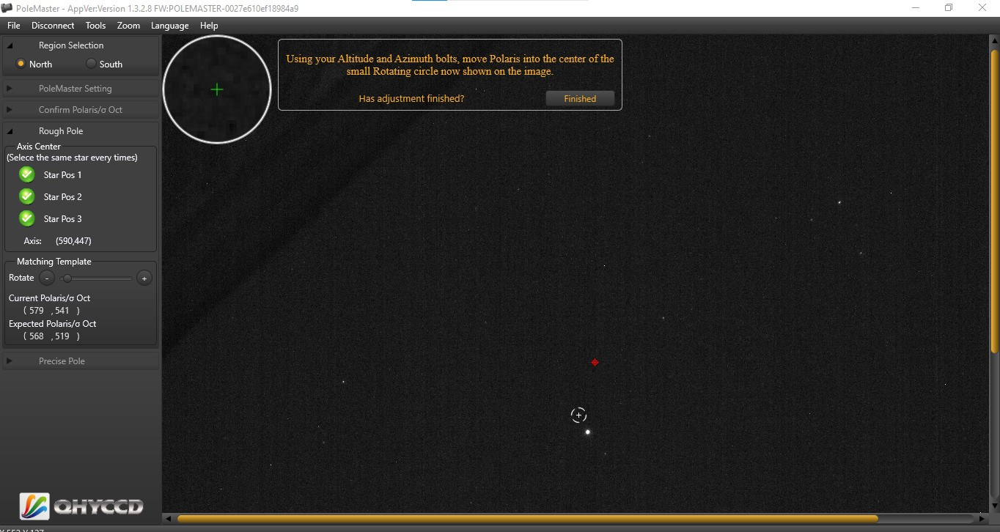 PoleMaster - AppVer:Version 1.3.2.8 FW:POLEMASTER-0027e610ef18984a9
File Disconnect Tools Zoom Language Help
Region Selection
North South
PoleMaster Setting
Confirm Polaris/σ Oct
Rough Pole
Axis Center
(Selece the same star every times)
Star Pos 1
Star Pos 2
Star Pos 3
Axis: (590,447)
Matching Template
Rotate - +
Current Polaris/σ Oct
( 579 , 541 )
Expected Polaris/σ Oct
( 568 , 519 )
Precise Pole
QHYCCD
Using your Altitude and Azimuth bolts, move Polaris into the center of the
small Rotating circle now shown on the image.
Has adjustment finished? Finished